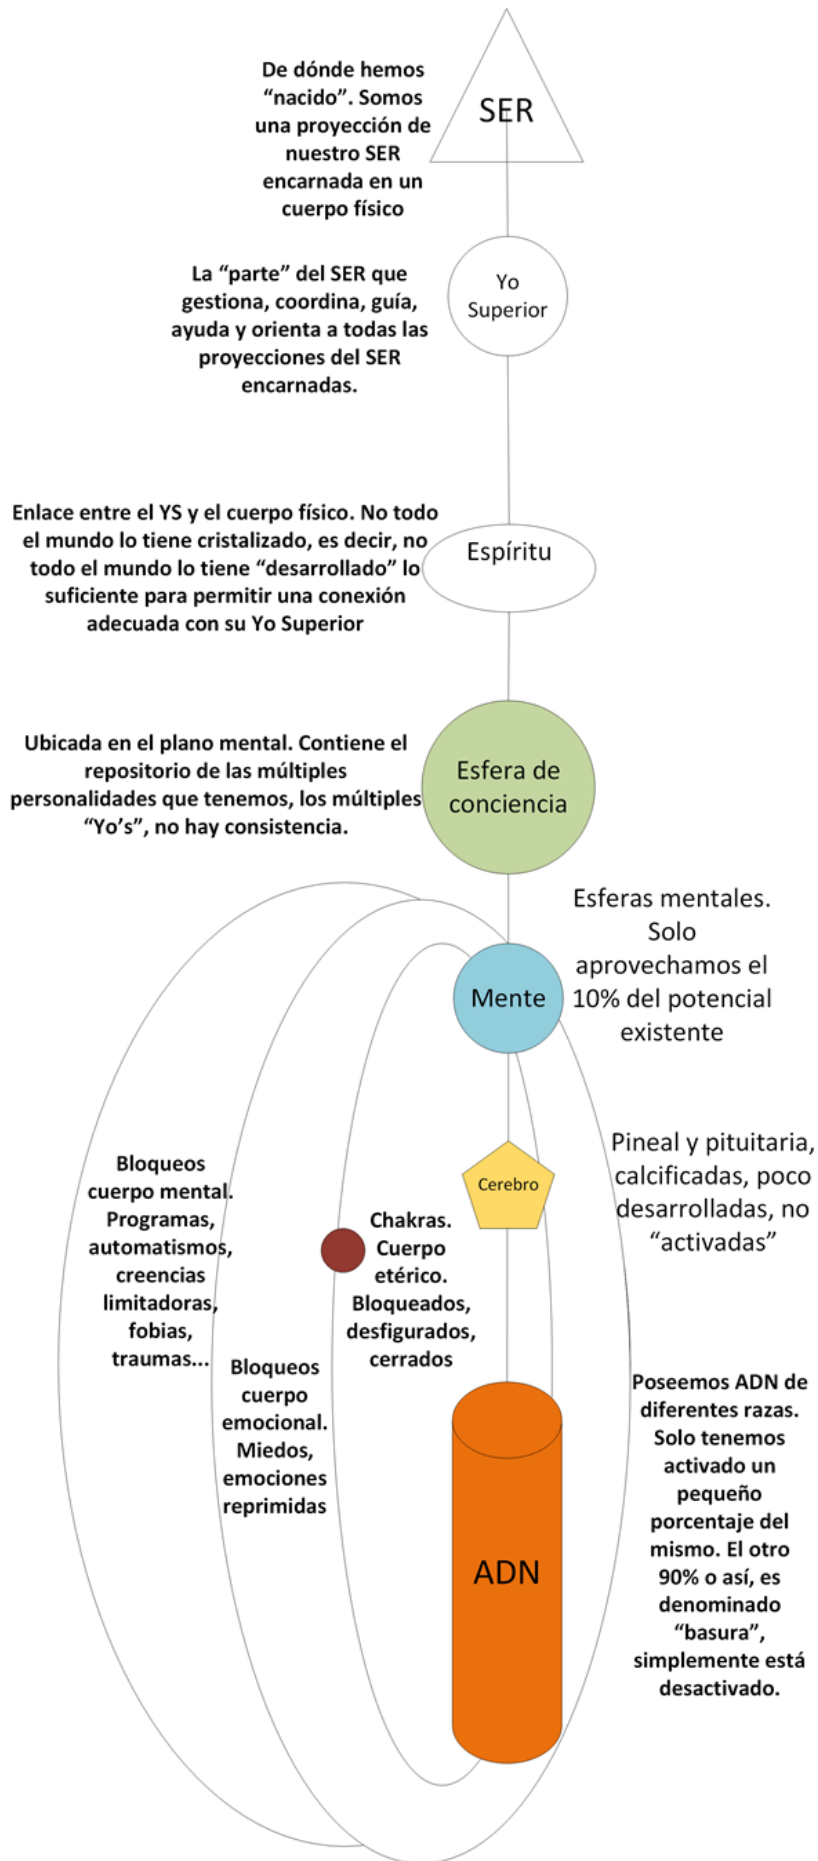 De dónde hemos
“nacido”. Somos
una proyección de
nuestro SER
encarnada en un
cuerpo físico
SER
La “parte” del SER que
gestiona, coordina, guía,
ayuda y orienta a todas las
proyecciones del SER
encarnadas.
Yo
Superior
Enlace entre el YS y el cuerpo físico. No todo
el mundo lo tiene cristalizado, es decir, no
todo el mundo lo tiene “desarrollado” lo
suficiente para permitir una conexión
adecuada con su Yo Superior
Espíritu
Ubicada en el plano mental. Contiene el
repositorio de las múltiples
personalidades que tenemos, los múltiples
“Yo’s”, no hay consistencia.
Esfera de
conciencia
Esferas mentales.
Solo
aprovechamos el
10% del potencial
existente
Mente
Pineal y pituitaria,
calcificadas, poco
desarrolladas, no
“activadas”
Cerebro
Bloqueos
cuerpo mental.
Programas,
automatismos,
creencias
limitadoras,
fobias,
traumas...
Chakras.
Cuerpo
etérico.
Bloqueados,
desfigurados,
cerrados
Bloqueos
cuerpo
emocional.
Miedos,
emociones
reprimidas
Poseemos ADN de
diferentes razas.
Solo tenemos
activado un
pequeño
porcentaje del
mismo. El otro
90% o así, es
denominado
“basura”,
simplemente está
desactivado.
ADN